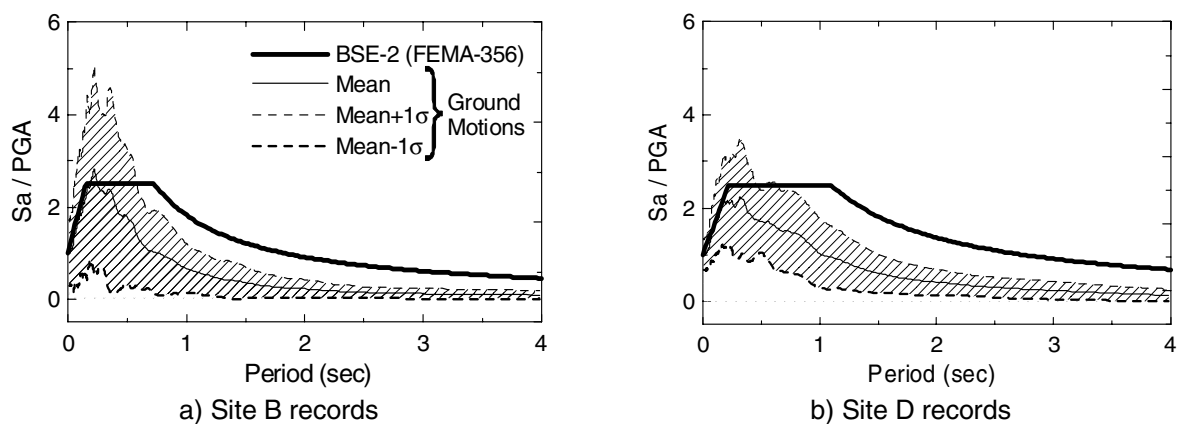 6
4
2
0
Sa / PGA
BSE-2 (FEMA-356)
Mean
Mean+1σ
Mean-1σ
Ground
Motions
0 1 2 3 4
Period (sec)
a) Site B records
6
4
2
0
Sa / PGA
0 1 2 3 4
Period (sec)
b) Site D records